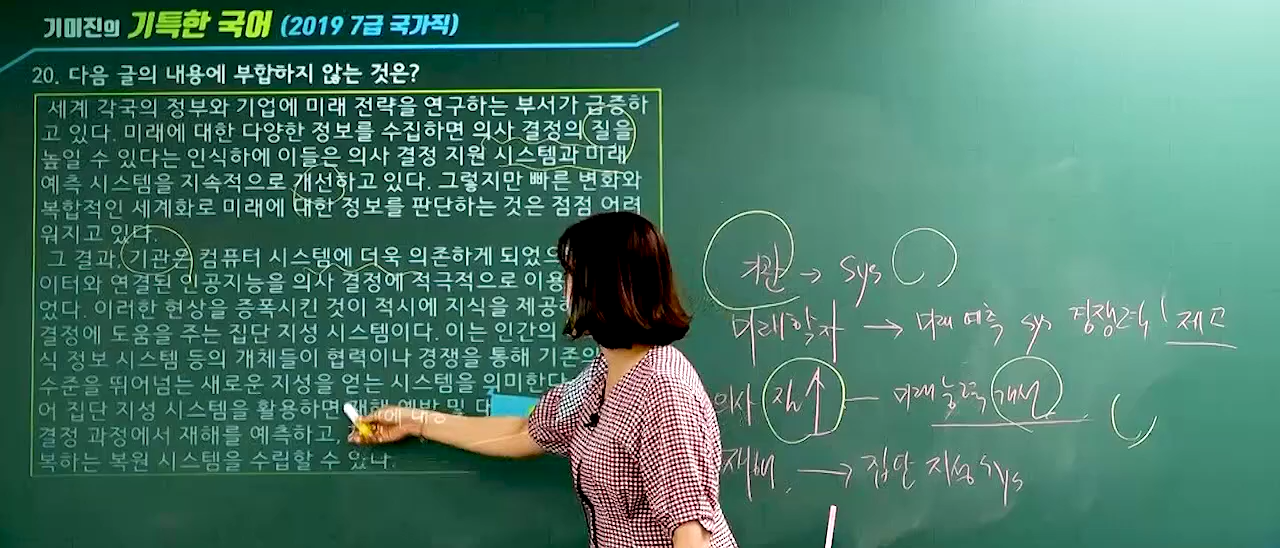 기미진의 기특한 국어 (2019 7급 국가직)
20. 다음 글의 내용에 부합하지 않는 것은?
세계 각국의 정부와 기업에 미래 전략을 연구하는 부서가 급증하
고 있다. 미래에 대한 다양한 정보를 수집하면 의사 결정의 질을
높일 수 있다는 인식하에 이들은 의사 결정 지원 시스템과 미래
예측 시스템을 지속적으로 개선하고 있다. 그렇지만 빠른 변화와
복합적인 세계화로 미래에 대한 정보를 판단하는 것은 점점 어려
워지고 있다.
그 결과 기관은 컴퓨터 시스템에 더욱 의존하게 되었
이터와 연결된 인공지능을 의사 결정에 적극적으로 이용
었다. 이러한 현상을 증폭시킨 것이 적시에 지식을 제공
결정에 도움을 주는 집단 지성 시스템이다. 이는 인간의
식 정보 시스템 등의 개체들이 협력이나 경쟁을 통해 기존의
수준을 뛰어넘는 새로운 지성을 얻는 시스템을 의미한다
어 집단 지성 시스템을 활용하면 재해 예방 및 대
결정 과정에서 재해를 예측하고,
복하는 복원 시스템을 수립할 수 있다.
기관 → sys
미래학자 → 미래 예측 sys 경쟁력 제고
의사 질 ↑ — 미래 능력 개선
재해 → 집단 지성 sys